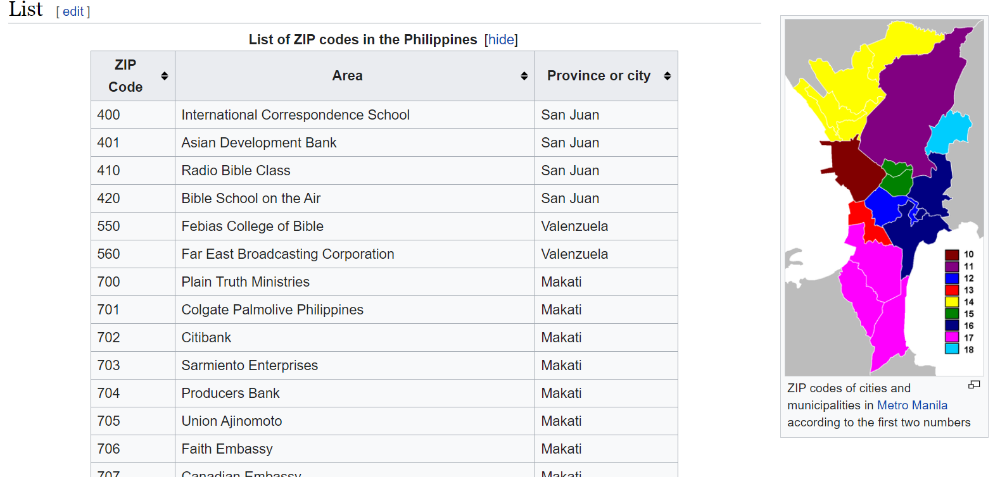 List [ edit ]
List of ZIP codes in the Philippines [hide]
ZIP Code Area Province or city
400 International Correspondence School San Juan
401 Asian Development Bank San Juan
410 Radio Bible Class San Juan
420 Bible School on the Air San Juan
550 Febias College of Bible Valenzuela
560 Far East Broadcasting Corporation Valenzuela
700 Plain Truth Ministries Makati
701 Colgate Palmolive Philippines Makati
702 Citibank Makati
703 Sarmiento Enterprises Makati
704 Producers Bank Makati
705 Union Ajinomoto Makati
706 Faith Embassy Makati
707 Canadian Embassy Makati
10
11
12
13
14
15
16
17
18
ZIP codes of cities and
municipalities in Metro Manila
according to the first two numbers